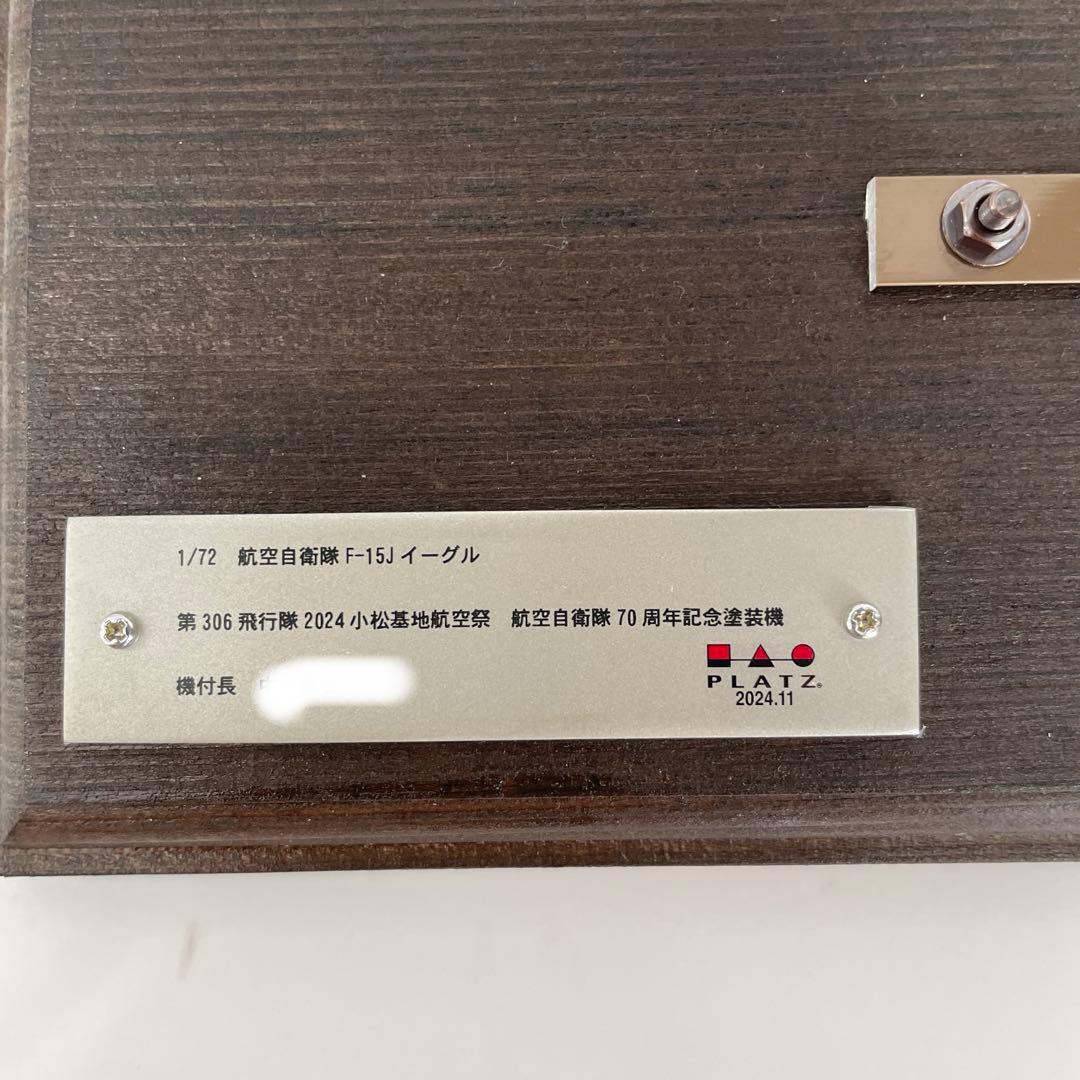 1/72 航空自衛隊 F-15J イーグル
第 306 飛行隊 2024 小松基地航空祭 航空自衛隊 70 周年記念塗装機
機付長
PLATZ®
2024.11